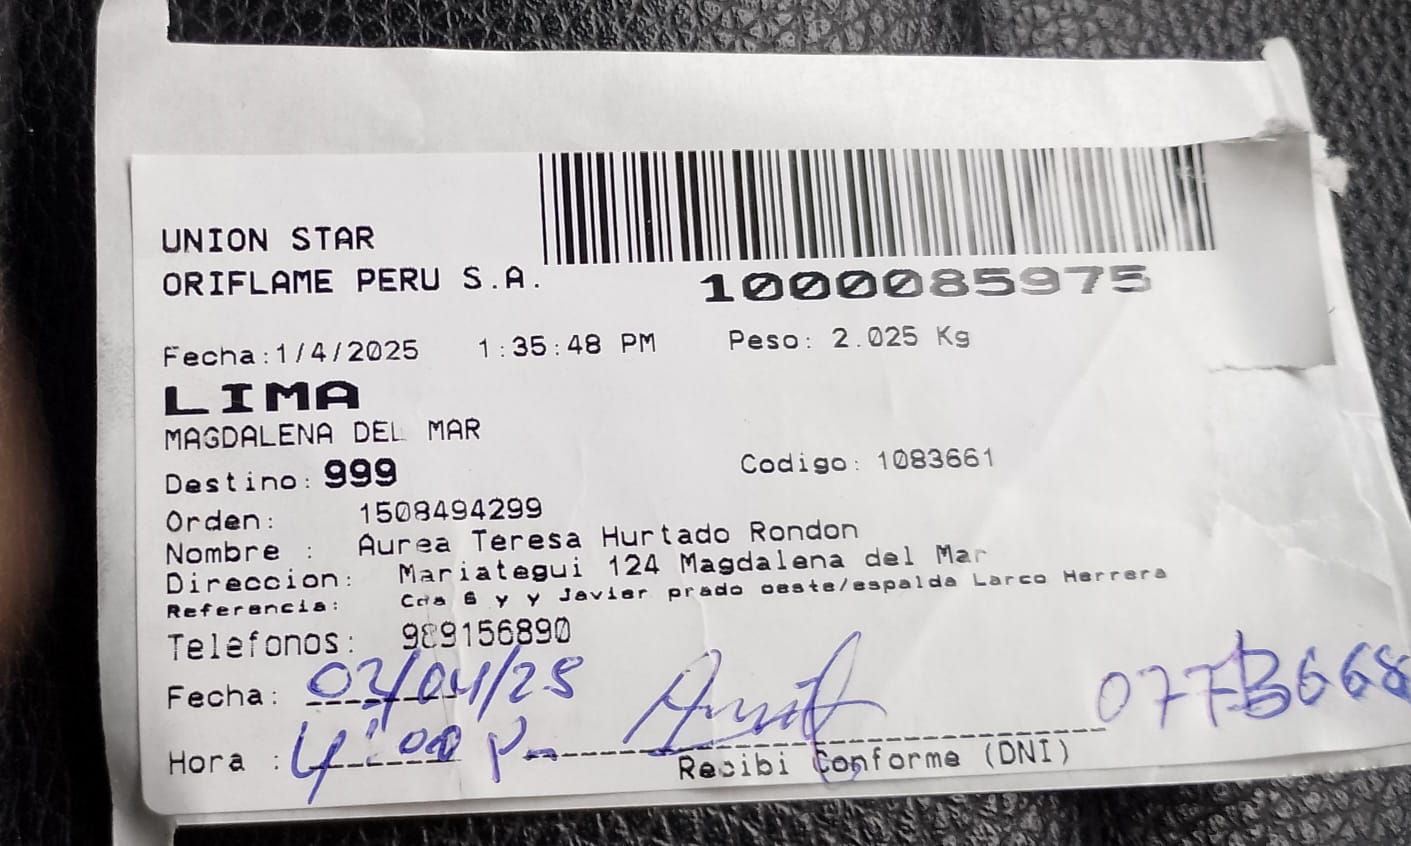 UNION STAR
ORIFLAME PERU S.A.
1000085975
Fecha:1/4/2025 1:35:48 PM Peso: 2.025 Kg
LIMA
MAGDALENA DEL MAR
Destino: 999 Codigo: 1083661
Orden: 1508494299
Nombre : Aurea Teresa Hurtado Rondon
Direccion: Mariategui 124 Magdalena del Mar
Referencia: Cda 6 y y Javier prado oeste/espalda Larco Herrera
Telefonos: 989156890
Fecha: 02/04/25
Hora : 4:00 Pm
Recibi Conforme (DNI)